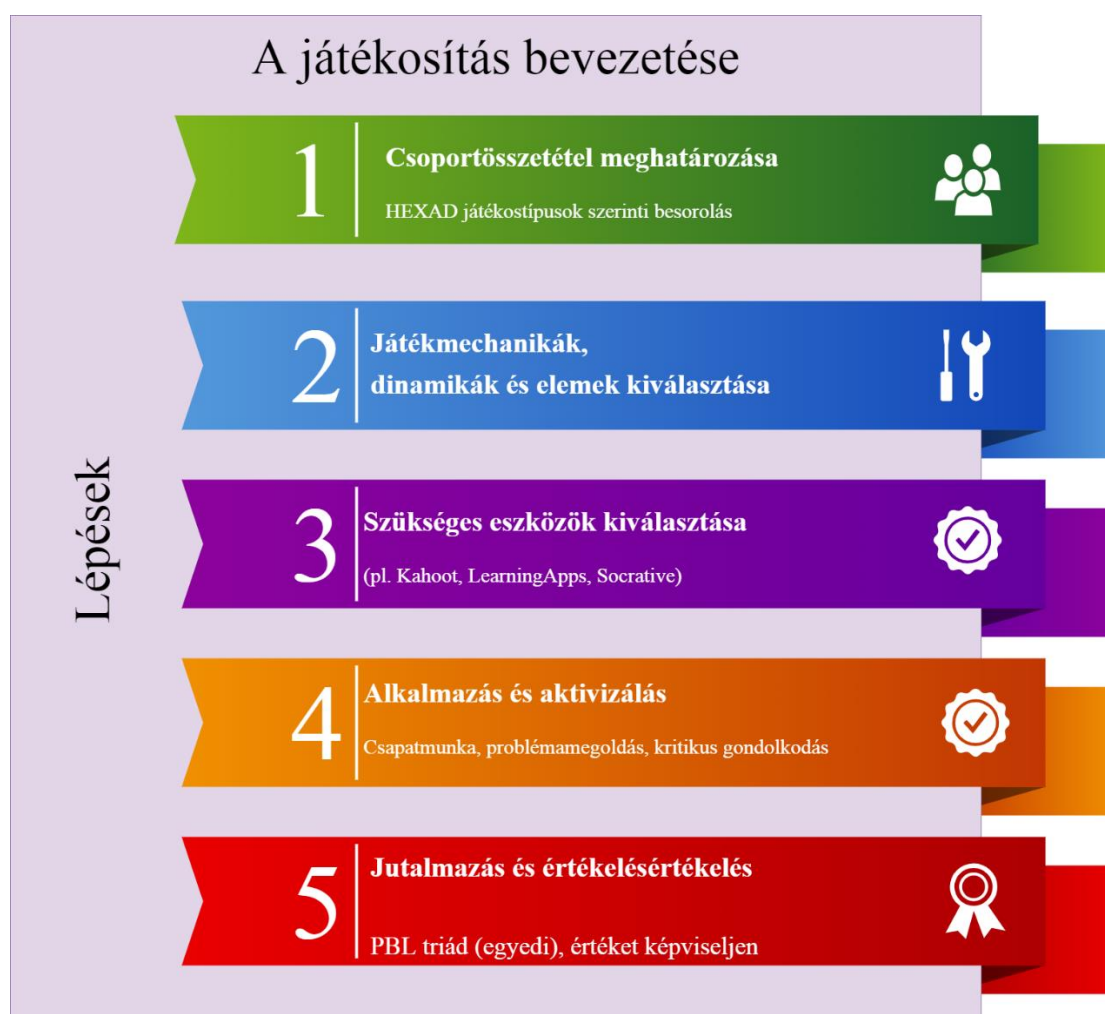 A játékosítás bevezetése
Lépések
1
Csoportösszetétel meghatározása
HEXAD játékostípusok szerinti besorolás
2
Játékmechanikák,
dinamikák és elemek kiválasztása
3
Szükséges eszközök kiválasztása
(pl. Kahoot, LearningApps, Socrative)
4
Alkalmazás és aktivizálás
Csapatmunka, problémamegoldás, kritikus gondolkodás
5
Jutalmazás és értékelésértékelés
PBL triád (egyedi), értéket képviseljen